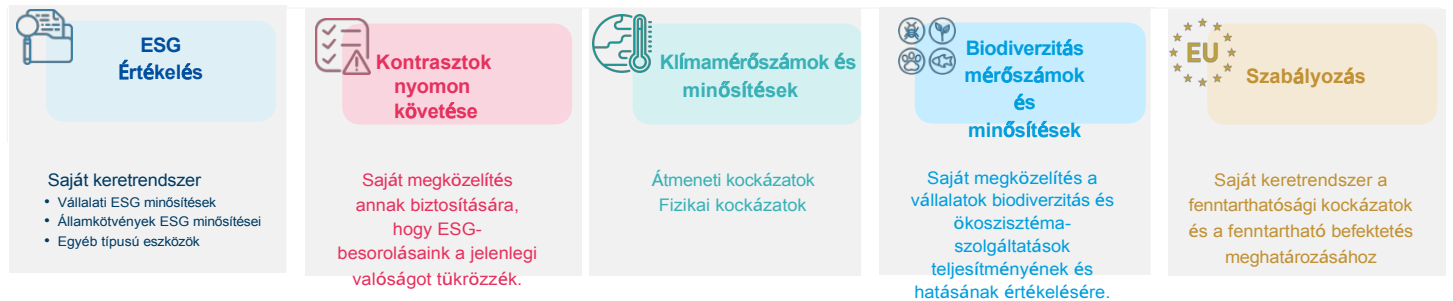 ESG
Értékelés
Saját keretrendszer
• Vállalati ESG minősítések
• Államkötvények ESG minősítései
• Egyéb típusú eszközök
Kontrasztok
nyomon
követése
Saját megközelítés
annak biztosítására,
hogy ESG-
besorolásaink a jelenlegi
valóságot tükrözzék.
Klímamérőszámok és
minősítések
Átmeneti kockázatok
Fizikai kockázatok
Biodiverzitás
mérőszámok
és
minősítések
Saját megközelítés a
vállalatok biodiverzitás és
ökoszisztéma-
szolgáltatások
teljesítményének és
hatásának értékelésére.
EU
Szabályozás
Saját keretrendszer a
fenntarthatósági kockázatok
és a fenntartható befektetés
meghatározásához